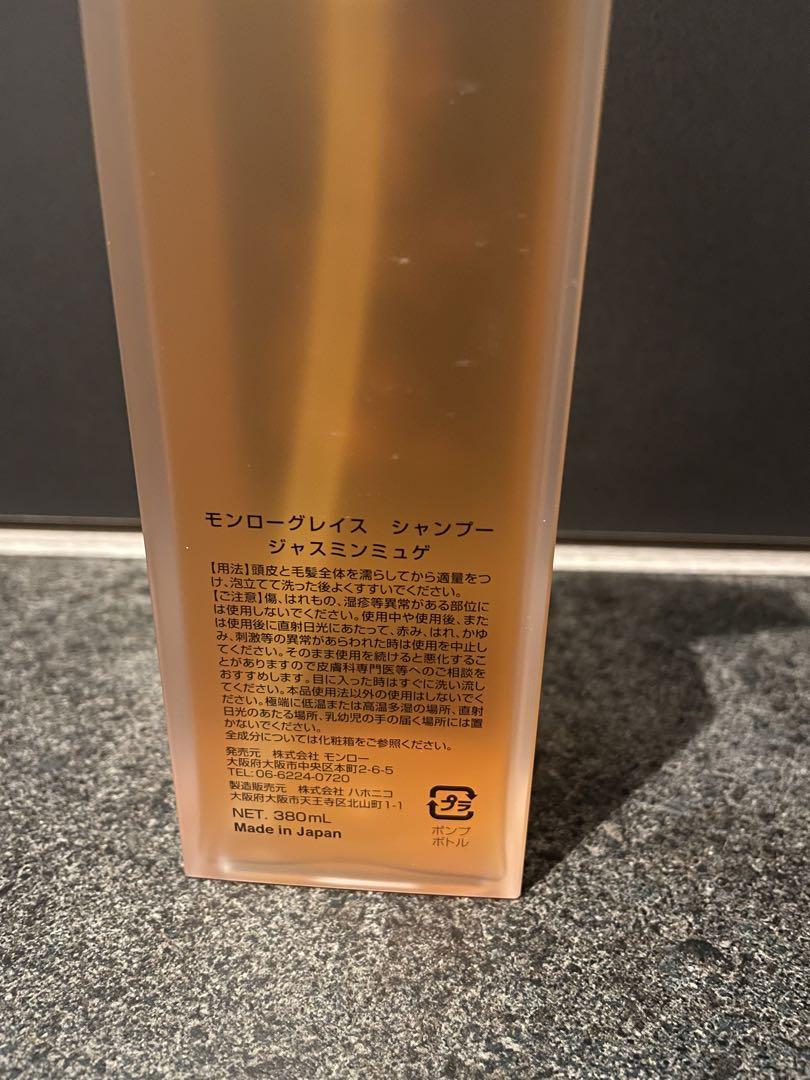 モンローグレイス　シャンプー
ジャスミンミュゲ
【用法】頭皮と毛髪全体を濡らしてから適量をつ
け、泡立てて洗った後よくすすいでください。
【ご注意】傷、はれもの、湿疹等異常がある部位に
は使用しないでください。使用中や使用後、また
は使用後に直射日光にあたって、赤み、はれ、かゆ
み、刺激等の異常があらわれた時は使用を中止し
てください。そのまま使用を続けると悪化するこ
とがありますので皮膚科専門医等へのご相談を
おすすめします。目に入った時はすぐに洗い流し
てください。本品使用法以外の使用はしないでく
ださい。極端に低温または高温多湿の場所、直射
日光のあたる場所、乳幼児の手の届く場所には置
かないでください。
全成分については化粧箱をご参照ください。
発売元　株式会社 モンロー
大阪府大阪市中央区本町2-6-5
TEL:06-6224-0720
製造販売元　株式会社 ハホニコ
大阪府大阪市天王寺区北山町1-1
NET. 380mL
Made in Japan
プラ
ポンプ
ボトル